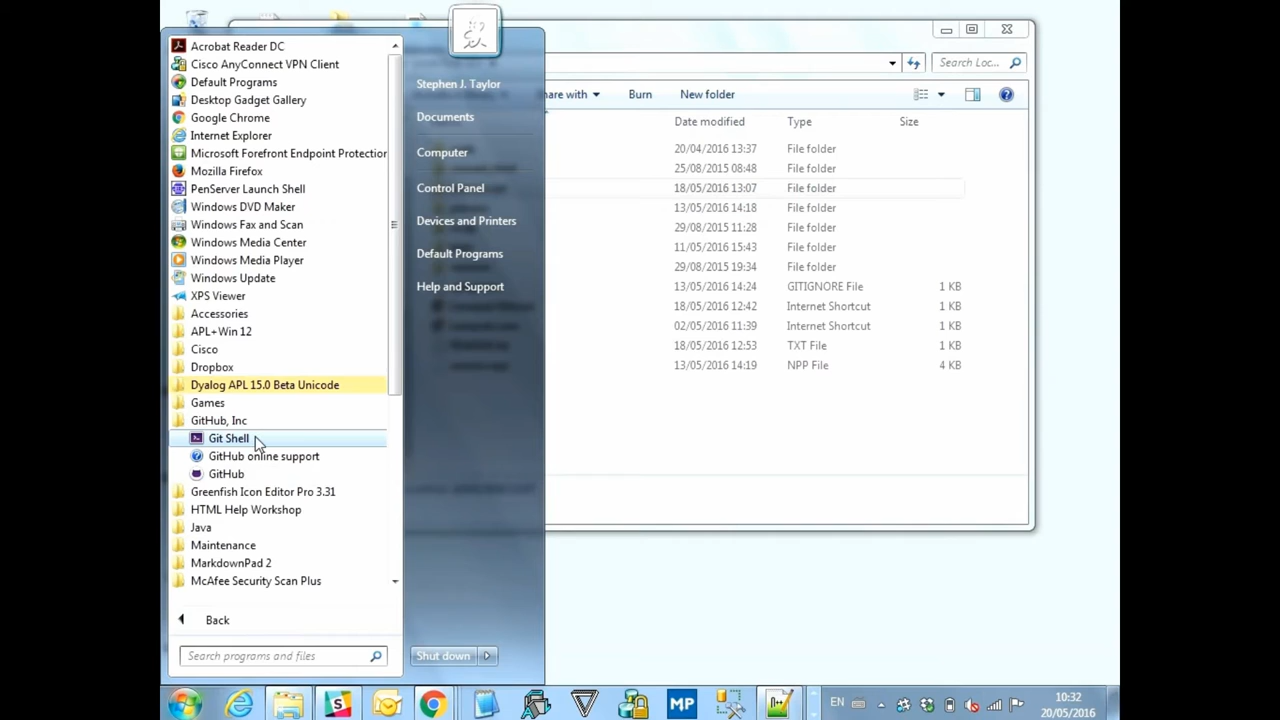 Acrobat Reader DC
Cisco AnyConnect VPN Client
Default Programs
Desktop Gadget Gallery
Google Chrome
Internet Explorer
Microsoft Forefront Endpoint Protection
Mozilla Firefox
PenServer Launch Shell
Windows DVD Maker
Windows Fax and Scan
Windows Media Center
Windows Media Player
Windows Update
XPS Viewer
Accessories
APL+Win 12
Cisco
Dropbox
Dyalog APL 15.0 Beta Unicode
Games
GitHub, Inc
Git Shell
GitHub online support
GitHub
Greenfish Icon Editor Pro 3.31
HTML Help Workshop
Java
Maintenance
MarkdownPad 2
McAfee Security Scan Plus
Back
Search programs and files
Stephen J. Taylor
Documents
Computer
Control Panel
Devices and Printers
Default Programs
Help and Support
Shut down
Search Loc...
hare with
Burn
New folder
Date modified Type Size
20/04/2016 13:37 File folder
25/08/2015 08:48 File folder
18/05/2016 13:07 File folder
13/05/2016 14:18 File folder
29/08/2015 11:28 File folder
11/05/2016 15:43 File folder
29/08/2015 19:34 File folder
13/05/2016 14:24 GITIGNORE File 1 KB
18/05/2016 12:42 Internet Shortcut 1 KB
02/05/2016 11:39 Internet Shortcut 1 KB
18/05/2016 12:53 TXT File 1 KB
13/05/2016 14:19 NPP File 4 KB
MP
EN
10:32
20/05/2016